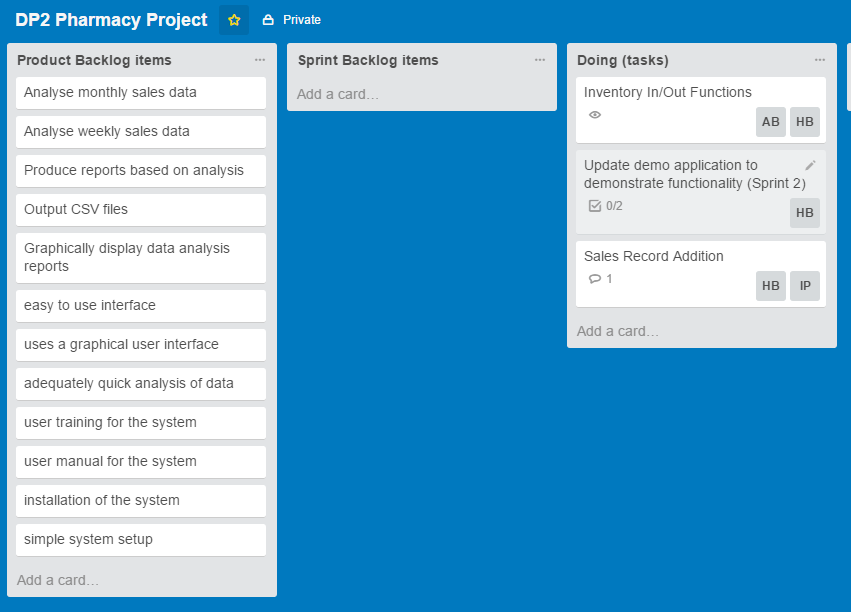 DP2 Pharmacy Project
Private
Product Backlog items
Analyse monthly sales data
Analyse weekly sales data
Produce reports based on analysis
Output CSV files
Graphically display data analysis
reports
easy to use interface
uses a graphical user interface
adequately quick analysis of data
user training for the system
user manual for the system
installation of the system
simple system setup
Add a card…
Sprint Backlog items
Add a card…
Doing (tasks)
Inventory In/Out Functions
AB HB
Update demo application to
demonstrate functionality (Sprint 2)
0/2
HB
Sales Record Addition
1
HB IP
Add a card…